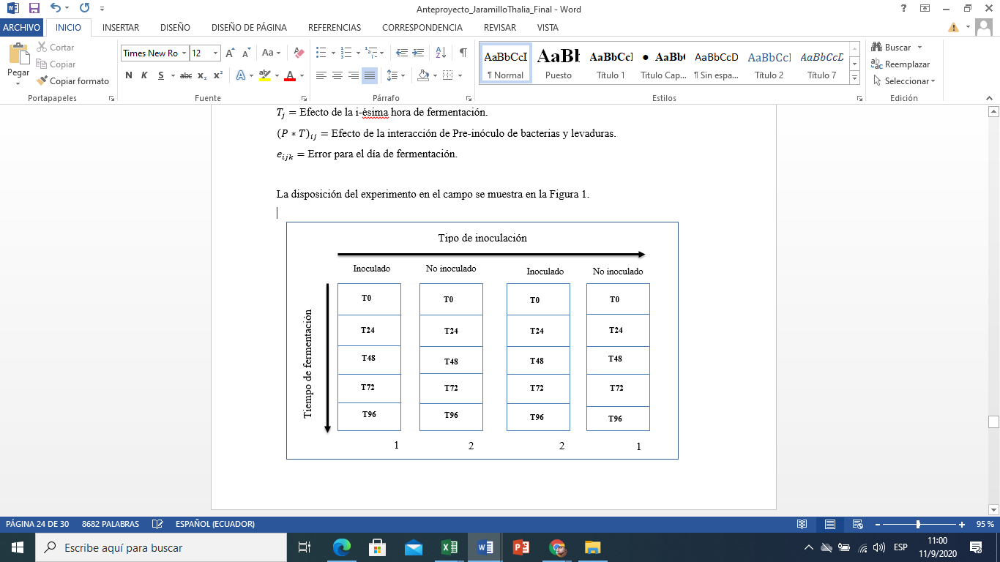 Anteproyecto_JaramilloThalia_Final - Word
ARCHIVO INICIO INSERTAR DISEÑO DISEÑO DE PÁGINA REFERENCIAS CORRESPONDENCIA REVISAR VISTA
Pegar
Cortar
Copiar
Copiar formato
Portapapeles
Times New Ro 12
N K S abc x₂ x²
Fuente
Párrafo
AaBbCcI AaBb AaBbCcI AaBb( AaBbCcD AaBbCcI AaBbCcD
¶ Normal Puesto Título 1 Titulo Cap... ¶ Sin espa... Título 2 Título 7
Estilos
Buscar
Reemplazar
Seleccionar
Edición
T_j = Efecto de la i-ésima hora de fermentación.
(P ∗ T)_ij = Efecto de la interacción de Pre-inóculo de bacterias y levaduras.
e_ijk = Error para el día de fermentación.
La disposición del experimento en el campo se muestra en la Figura 1.
Tipo de inoculación
Inoculado No inoculado Inoculado No inoculado
Tiempo de fermentación
T0 T0 T0 T0
T24 T24 T24 T24
T48 T48 T48 T48
T72 T72 T72 T72
T96 T96 T96 T96
1 2 2 1
PÁGINA 24 DE 30 8682 PALABRAS ESPAÑOL (ECUADOR) 95 %
Escribe aquí para buscar
ESP
11:00
11/9/2020